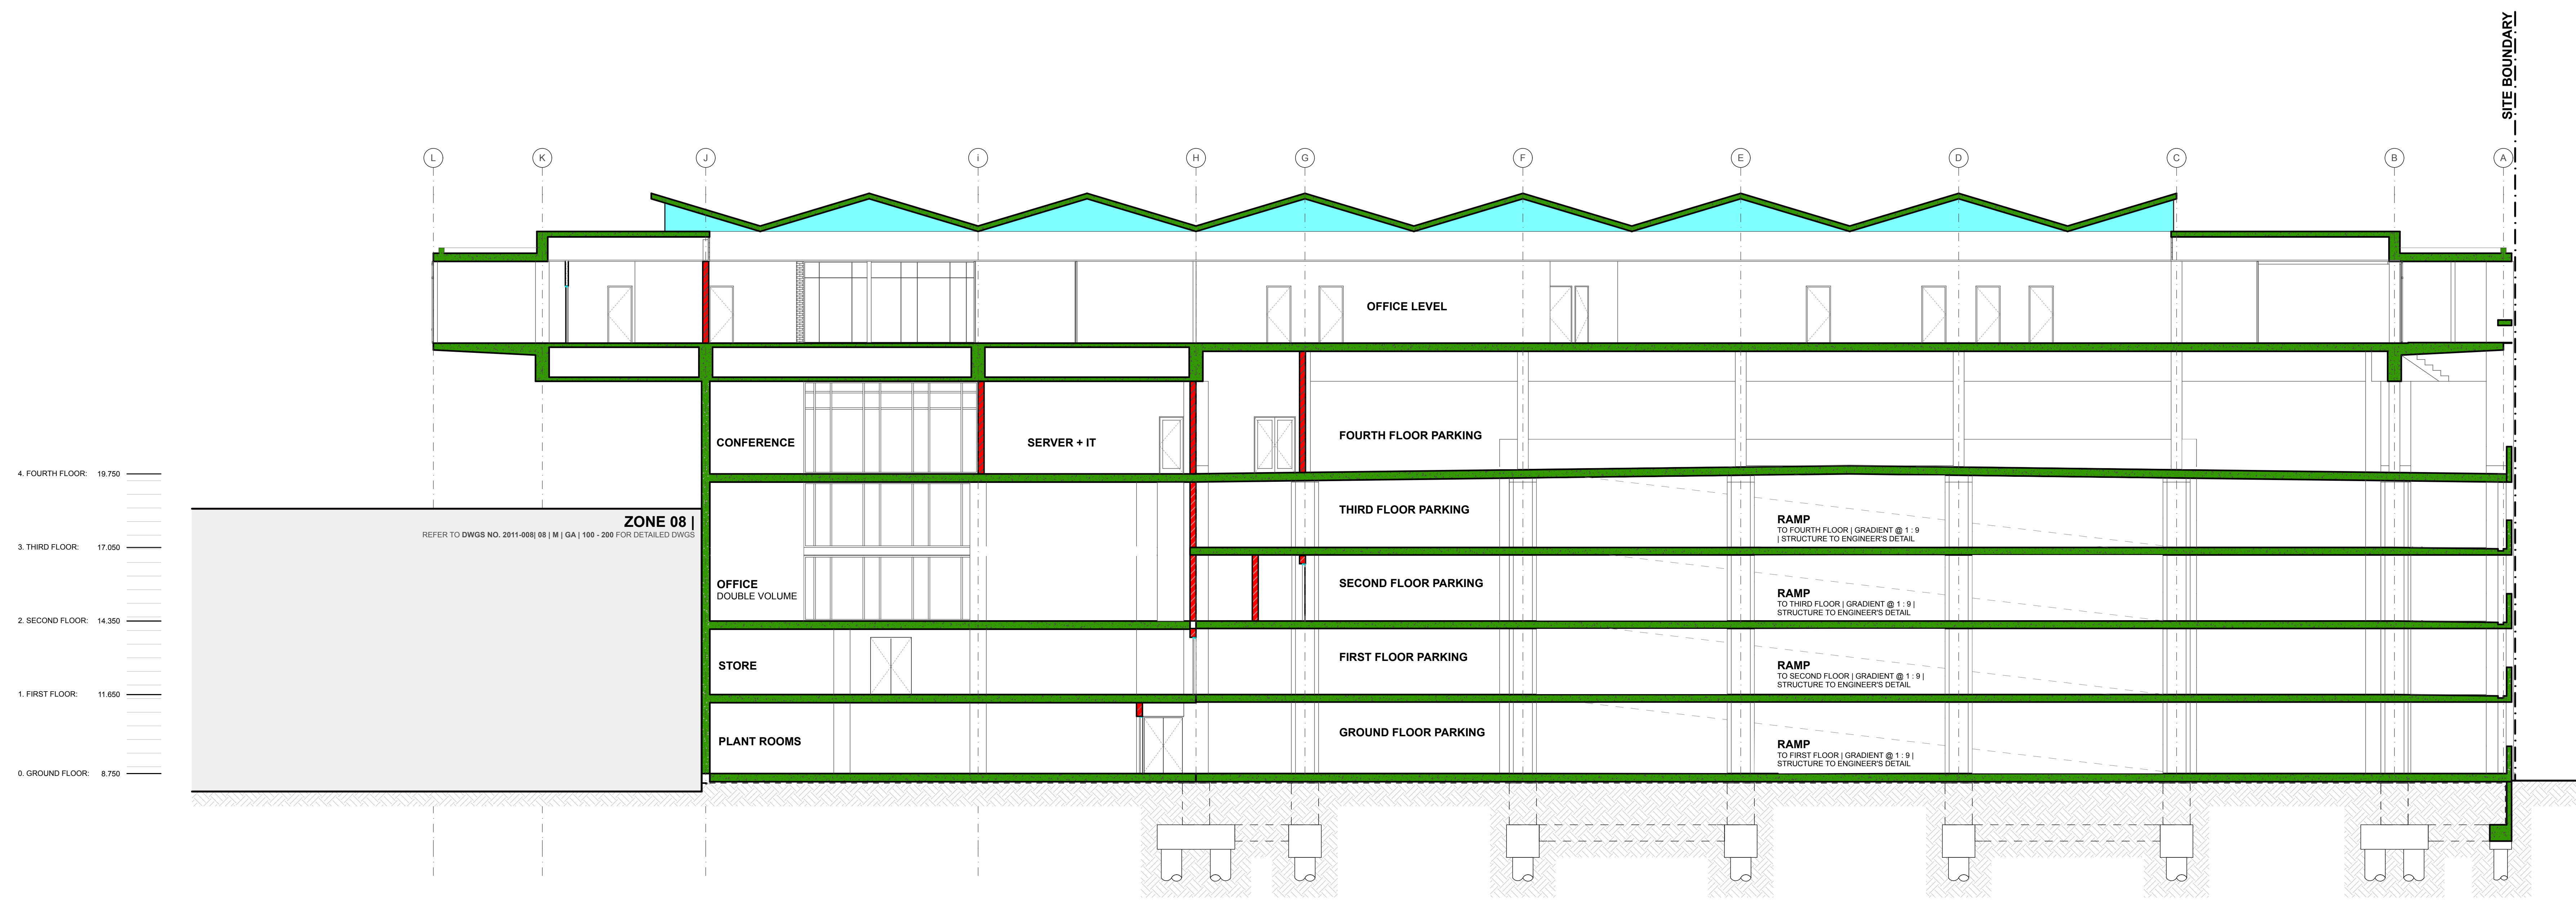 SITE BOUNDARY
L K J i H G F E D C B A
OFFICE LEVEL
CONFERENCE
SERVER + IT
FOURTH FLOOR PARKING
4. FOURTH FLOOR: 19.750
ZONE 08 |
REFER TO DWGS NO. 2011-008| 08 | M | GA | 100 - 200 FOR DETAILED DWGS
THIRD FLOOR PARKING
RAMP
TO FOURTH FLOOR | GRADIENT @ 1 : 9
| STRUCTURE TO ENGINEER'S DETAIL
3. THIRD FLOOR: 17.050
OFFICE
DOUBLE VOLUME
SECOND FLOOR PARKING
RAMP
TO THIRD FLOOR | GRADIENT @ 1 : 9 |
STRUCTURE TO ENGINEER'S DETAIL
2. SECOND FLOOR: 14.350
STORE
FIRST FLOOR PARKING
RAMP
TO SECOND FLOOR | GRADIENT @ 1 : 9 |
STRUCTURE TO ENGINEER'S DETAIL
1. FIRST FLOOR: 11.650
PLANT ROOMS
GROUND FLOOR PARKING
RAMP
TO FIRST FLOOR | GRADIENT @ 1 : 9 |
STRUCTURE TO ENGINEER'S DETAIL
0. GROUND FLOOR: 8.750